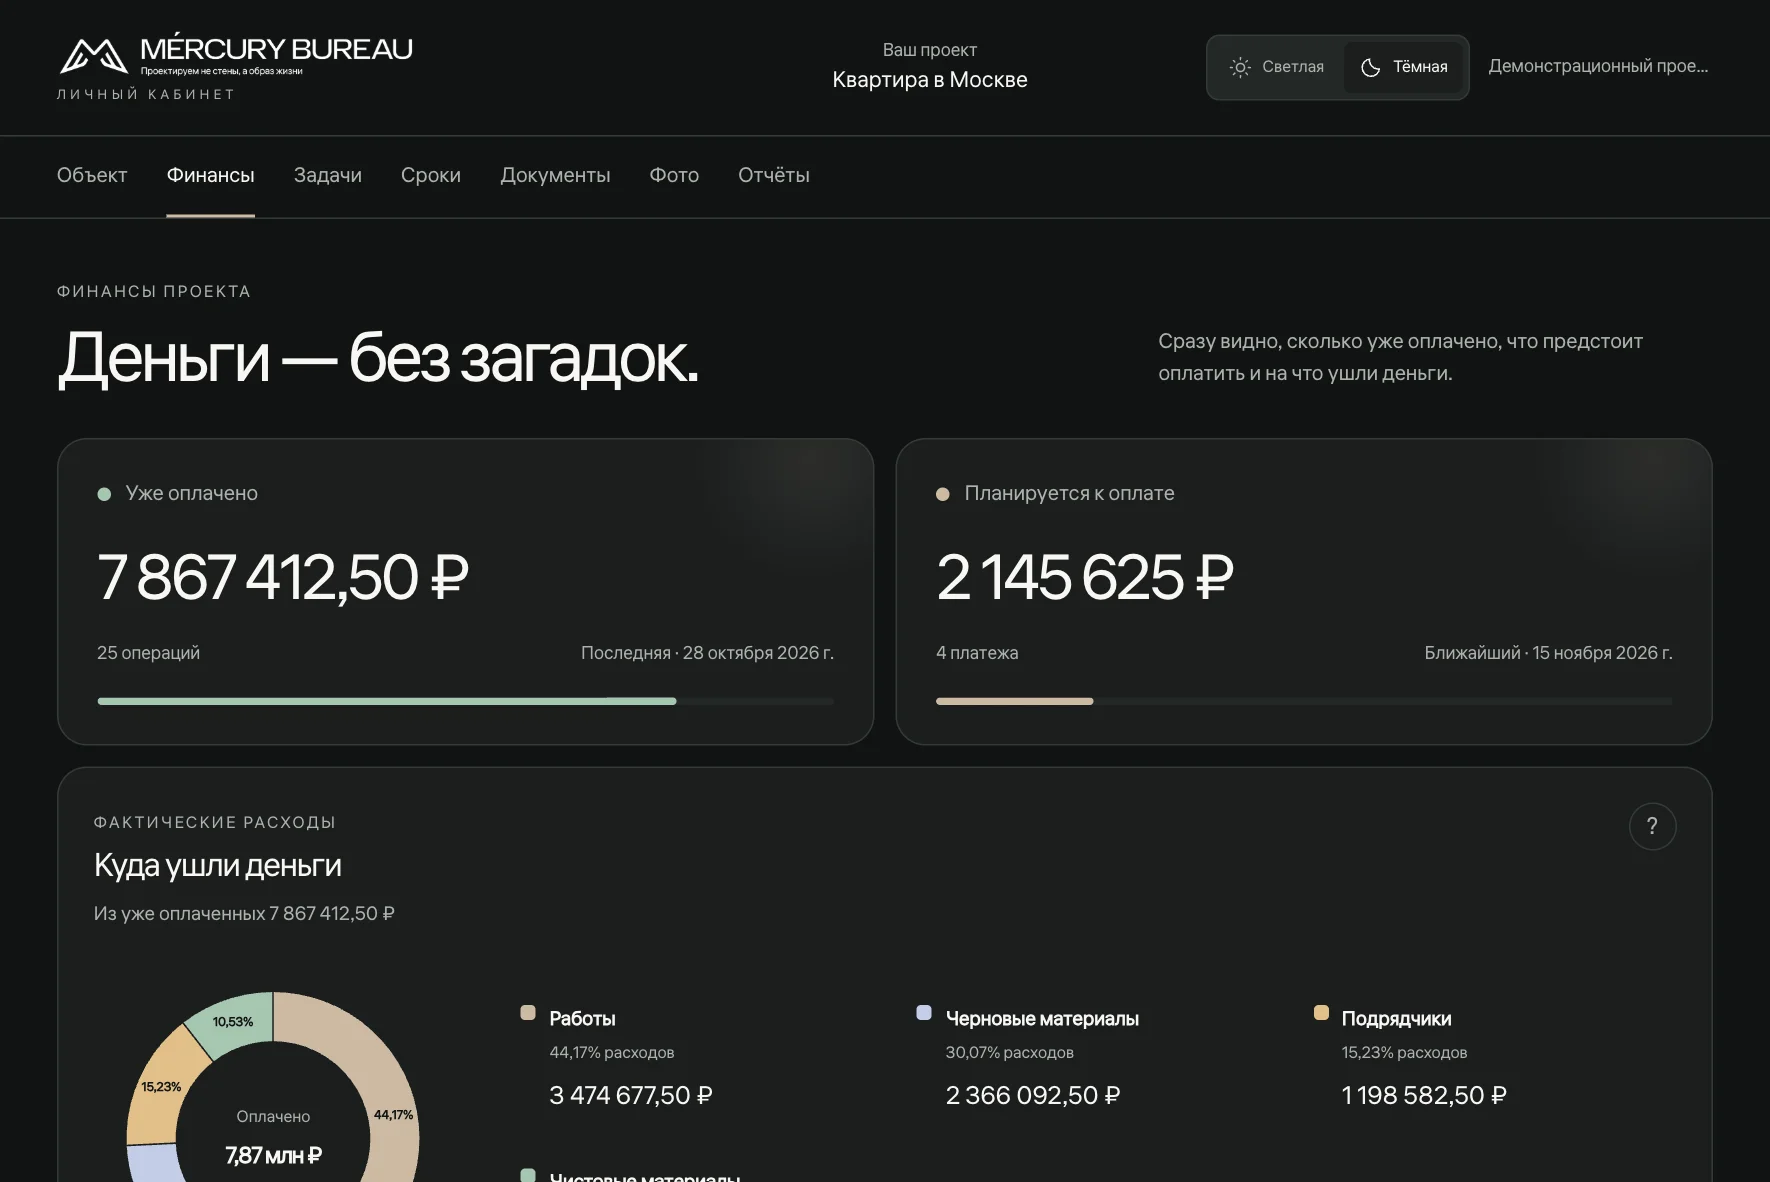 MÉRCURY BUREAU
Проектируем не стены, а образ жизни
ЛИЧНЫЙ КАБИНЕТ
Ваш проект
Квартира в Москве
Светлая
Тёмная
Демонстрационный прое...
Объект
Финансы
Задачи
Сроки
Документы
Фото
Отчёты
ФИНАНСЫ ПРОЕКТА
Деньги — без загадок.
Сразу видно, сколько уже оплачено, что предстоит
оплатить и на что ушли деньги.
Уже оплачено
7 867 412,50 ₽
25 операций
Последняя · 28 октября 2026 г.
Планируется к оплате
2 145 625 ₽
4 платежа
Ближайший · 15 ноября 2026 г.
ФАКТИЧЕСКИЕ РАСХОДЫ
Куда ушли деньги
Из уже оплаченных 7 867 412,50 ₽
?
10,53%
15,23%
44,17%
Оплачено
7,87 млн ₽
Работы
44,17% расходов
3 474 677,50 ₽
Черновые материалы
30,07% расходов
2 366 092,50 ₽
Подрядчики
15,23% расходов
1 198 582,50 ₽
Чистовые материалы